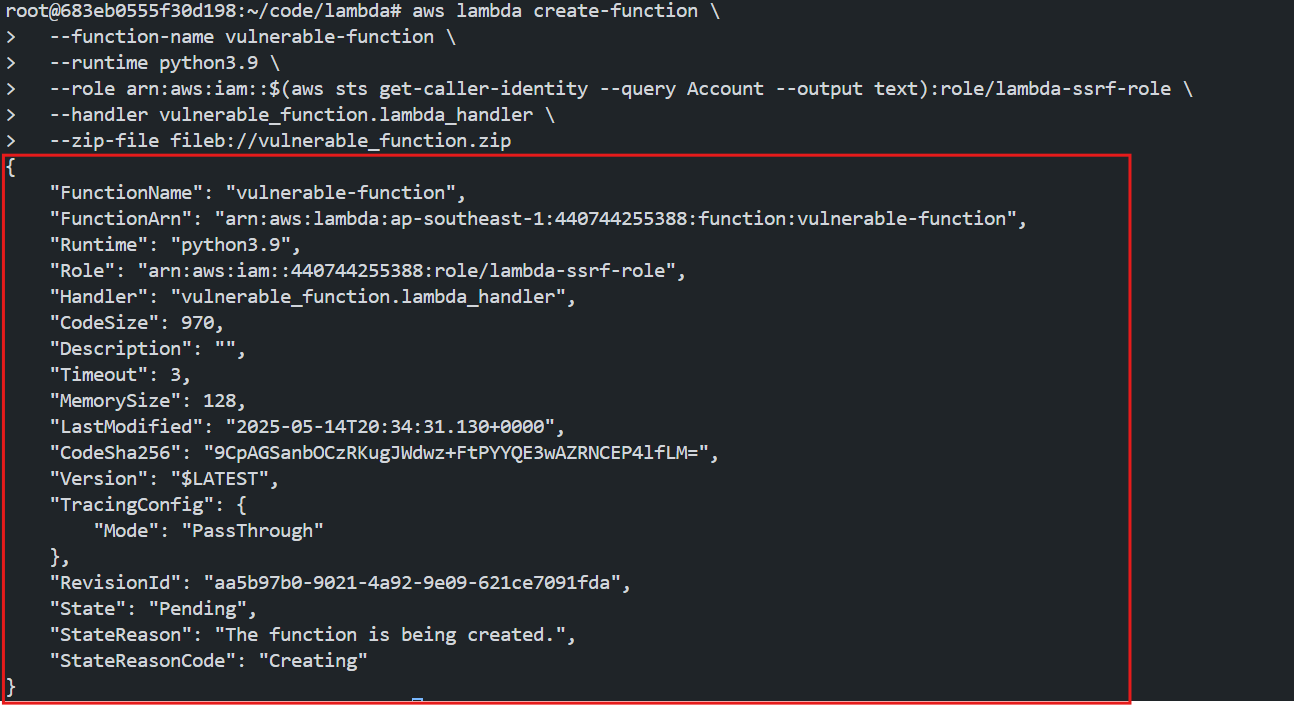 root@683eb0555f30d198:~/code/lambda# aws lambda create-function \
>   --function-name vulnerable-function \
>   --runtime python3.9 \
>   --role arn:aws:iam::$(aws sts get-caller-identity --query Account --output text):role/lambda-ssrf-role \
>   --handler vulnerable_function.lambda_handler \
>   --zip-file fileb://vulnerable_function.zip
{
    "FunctionName": "vulnerable-function",
    "FunctionArn": "arn:aws:lambda:ap-southeast-1:440744255388:function:vulnerable-function",
    "Runtime": "python3.9",
    "Role": "arn:aws:iam::440744255388:role/lambda-ssrf-role",
    "Handler": "vulnerable_function.lambda_handler",
    "CodeSize": 970,
    "Description": "",
    "Timeout": 3,
    "MemorySize": 128,
    "LastModified": "2025-05-14T20:34:31.130+0000",
    "CodeSha256": "9CpAGSanbOCzRKugJWdwz+FtPYYQE3wAZRNCEP4lfLM=",
    "Version": "$LATEST",
    "TracingConfig": {
        "Mode": "PassThrough"
    },
    "RevisionId": "aa5b97b0-9021-4a92-9e09-621ce7091fda",
    "State": "Pending",
    "StateReason": "The function is being created.",
    "StateReasonCode": "Creating"
}